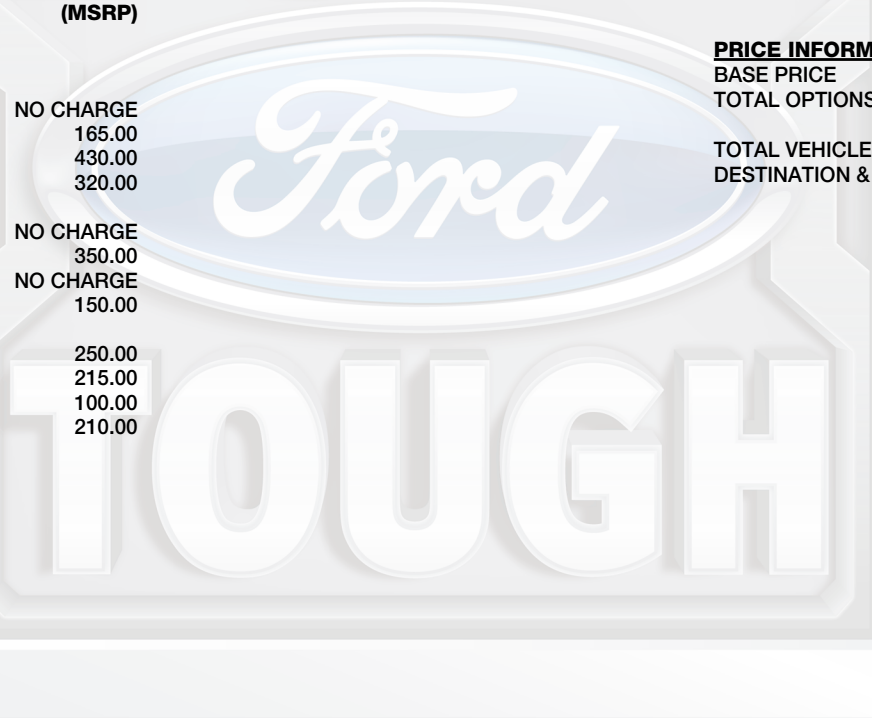 (MSRP)
NO CHARGE
165.00
430.00
320.00
NO CHARGE
350.00
NO CHARGE
150.00
250.00
215.00
100.00
210.00
PRICE INFORM
BASE PRICE
TOTAL OPTIONS
TOTAL VEHICLE
DESTINATION &
Ford
TOUGH